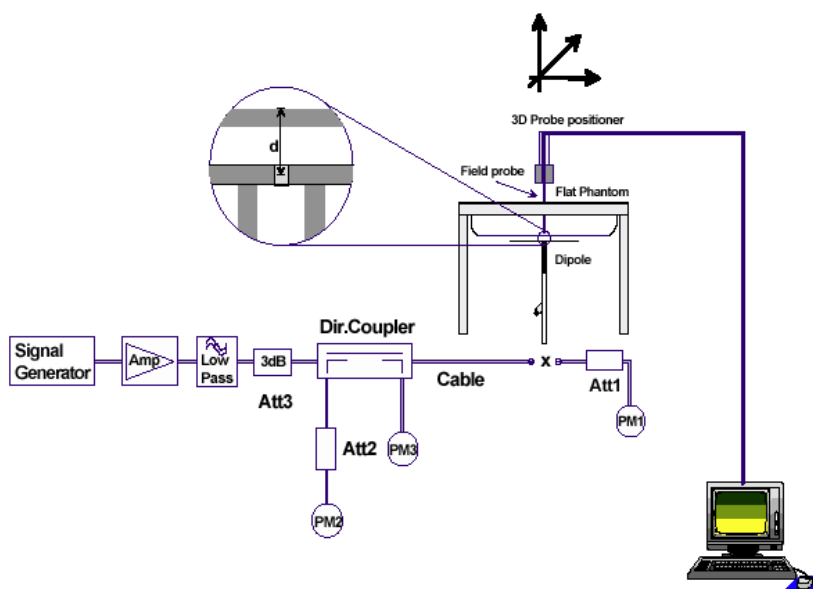 3D Probe positioner
d
Field probe
Flat Phantom
Dipole
Dir.Coupler
Signal
Generator
Amp
Low
Pass
3dB
Att3
Cable
x
Att1
PM1
Att2
PM3
PM2